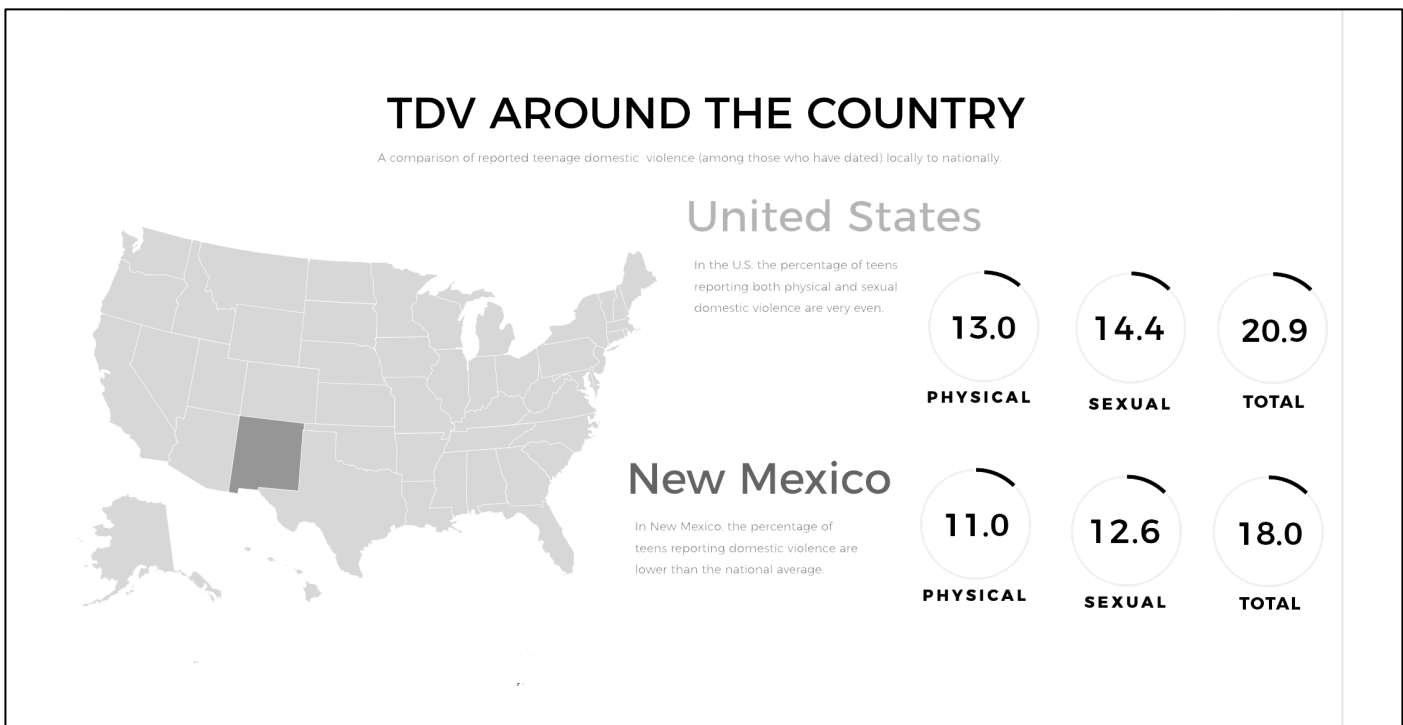 TDV AROUND THE COUNTRY
A comparison of reported teenage domestic violence (among those who have dated) locally to nationally.
United States
In the U.S. the percentage of teens
reporting both physical and sexual
domestic violence are very even.
13.0
14.4
20.9
PHYSICAL
SEXUAL
TOTAL
New Mexico
In New Mexico, the percentage of
teens reporting domestic violence are
lower than the national average.
11.0
12.6
18.0
PHYSICAL
SEXUAL
TOTAL